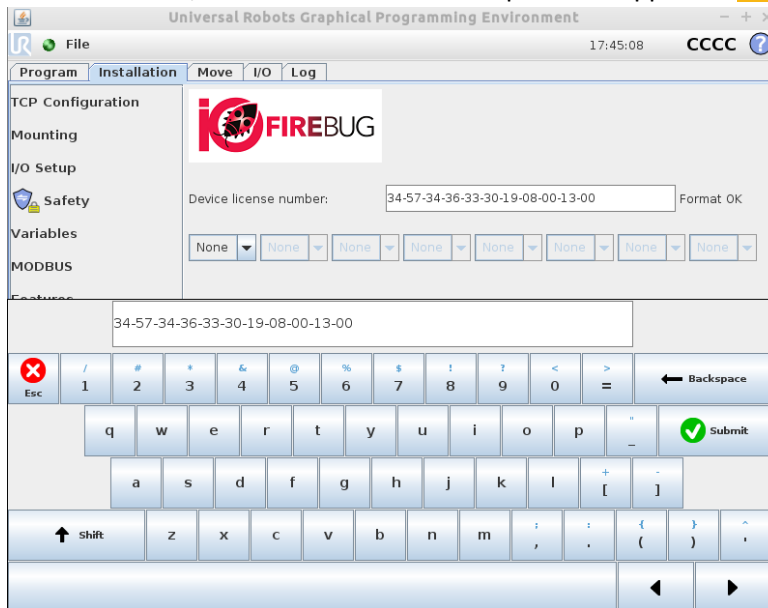 Universal Robots Graphical Programming Environment
File 17:45:08 CCCC ?
Program Installation Move I/O Log
TCP Configuration
iO FIREBUG
Mounting
I/O Setup
Safety
Device license number: 34-57-34-36-33-30-19-08-00-13-00 Format OK
Variables
None None None None None None None None
MODBUS
Features
34-57-34-36-33-30-19-08-00-13-00
/ # * & @ % $ ! ? < >
Esc 1 2 3 4 5 6 7 8 9 0 = Backspace
"
q w e r t y u i o p _ Submit
+ -
a s d f g h j k l [ ]
; : { } ^
Shift z x c v b n m , . ( ) '